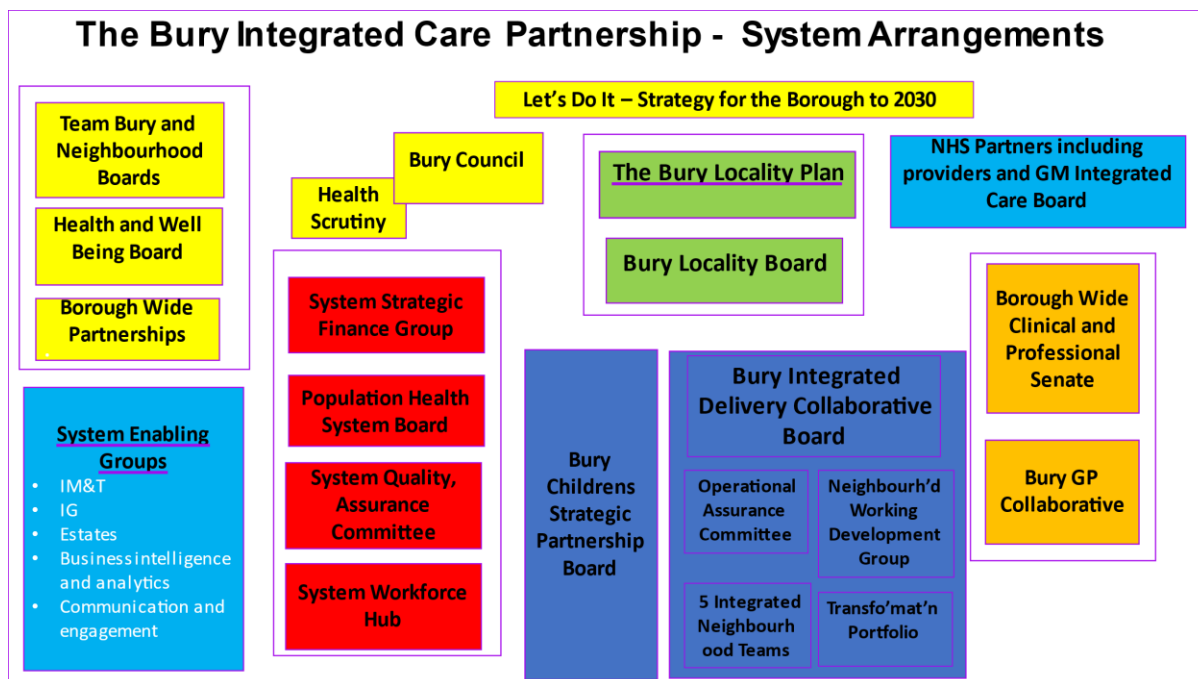 The Bury Integrated Care Partnership - System Arrangements
Let's Do It – Strategy for the Borough to 2030
Team Bury and
Neighbourhood
Boards
Health and Well
Being Board
Borough Wide
Partnerships
Bury Council
Health
Scrutiny
The Bury Locality Plan
Bury Locality Board
NHS Partners including
providers and GM Integrated
Care Board
System Strategic
Finance Group
Population Health
System Board
System Quality,
Assurance
Committee
System Workforce
Hub
Borough Wide
Clinical and
Professional
Senate
Bury GP
Collaborative
System Enabling
Groups
• IM&T
• IG
• Estates
• Business intelligence
and analytics
• Communication and
engagement
Bury
Childrens
Strategic
Partnership
Board
Bury Integrated
Delivery Collaborative
Board
Operational
Assurance
Committee
Neighbourh'd
Working
Development
Group
5 Integrated
Neighbourh
ood Teams
Transfo'mat'n
Portfolio